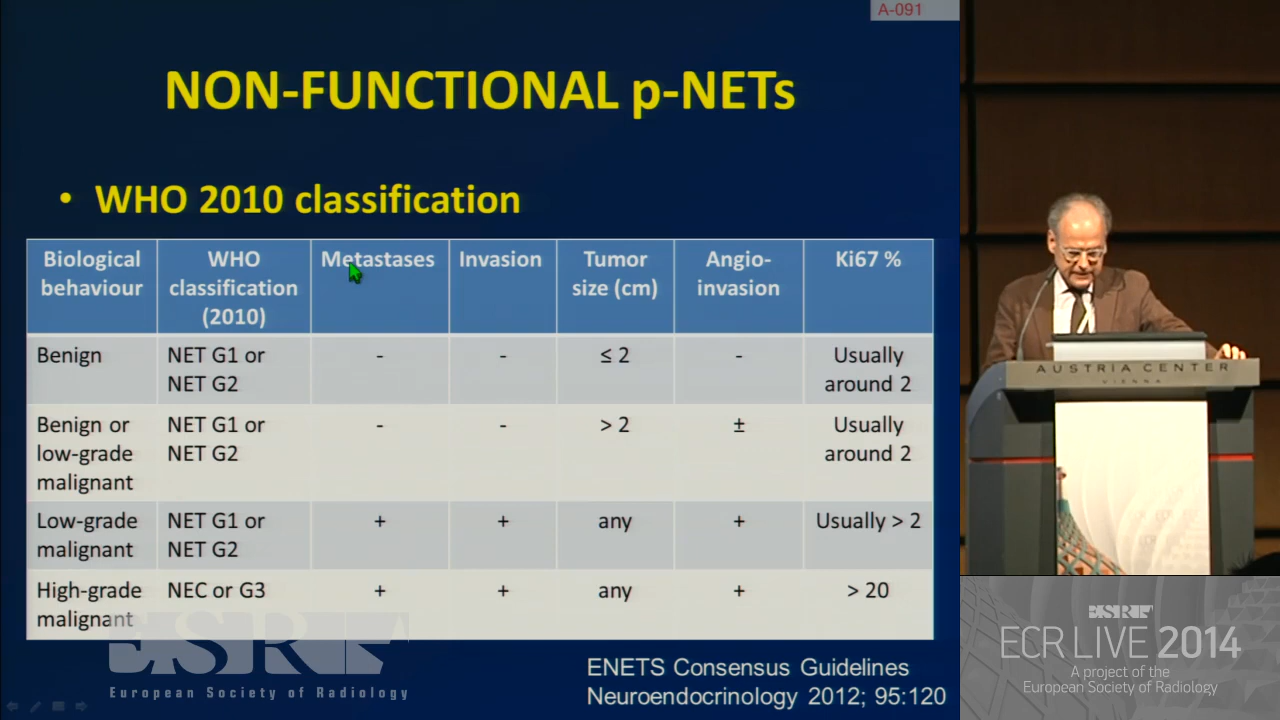 A-091
NON-FUNCTIONAL p-NETs
• WHO 2010 classification
Biological behaviour | WHO classification (2010) | Metastases | Invasion | Tumor size (cm) | Angio-invasion | Ki67 %
Benign | NET G1 or NET G2 | - | - | ≤ 2 | - | Usually around 2
Benign or low-grade malignant | NET G1 or NET G2 | - | - | > 2 | ± | Usually around 2
Low-grade malignant | NET G1 or NET G2 | + | + | any | + | Usually > 2
High-grade malignant | NEC or G3 | + | + | any | + | > 20
ENETS Consensus Guidelines
Neuroendocrinology 2012; 95:120
ESRF
European Society of Radiology
AUSTRIA CENTER
VIENNA
ESRF
ECR LIVE 2014
A project of the
European Society of Radiology